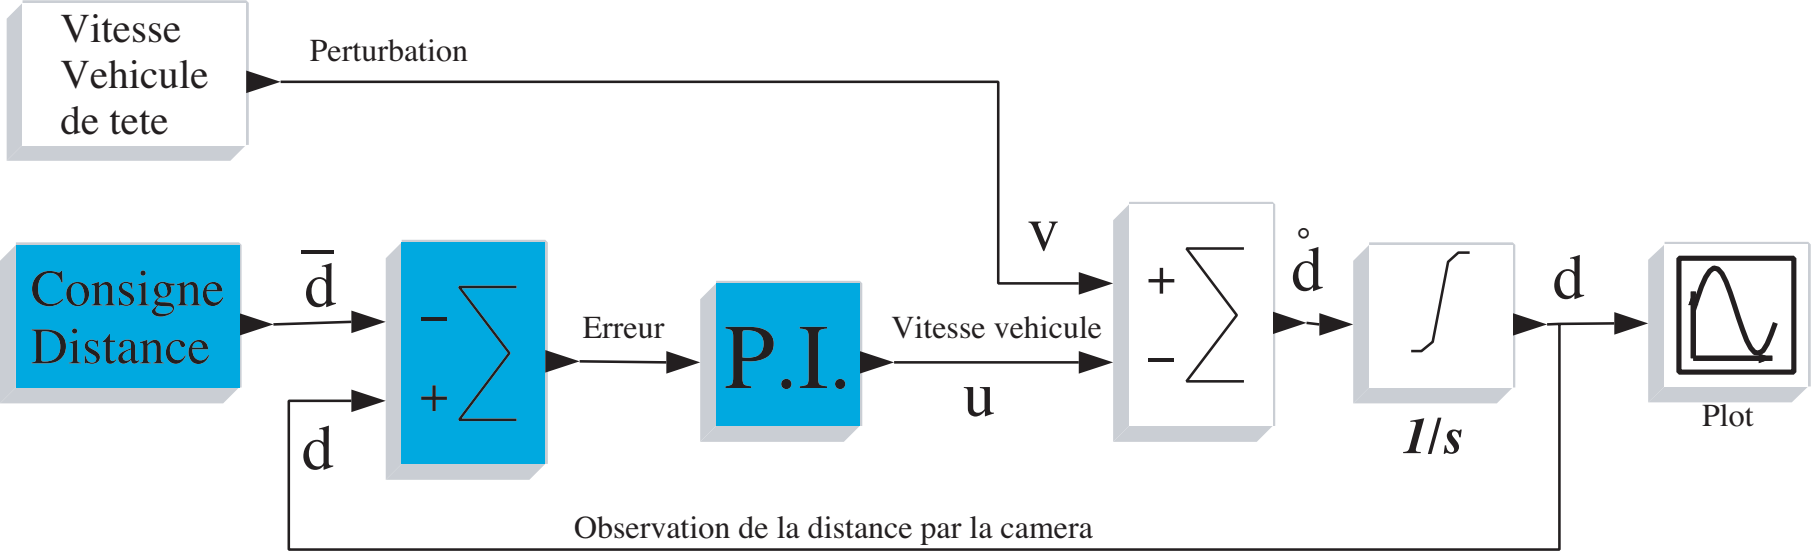 Vitesse
Vehicule
de tete
Perturbation
Consigne
Distance
d̅
d
−
+
Erreur
P.I.
Vitesse vehicule
u
v
+
−
d̊
1/s
d
Plot
Observation de la distance par la camera